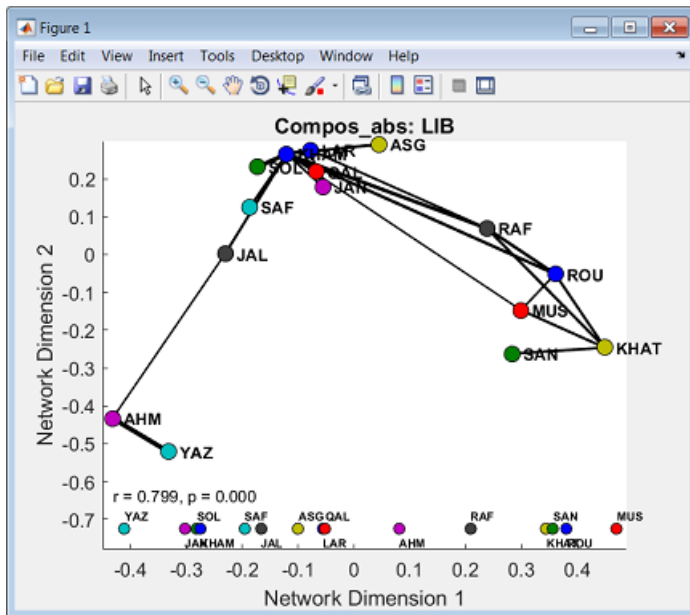 Figure 1
File Edit View Insert Tools Desktop Window Help
Compos_abs: LIB
LAR
ASG
KHAM
SOL
QAL
JAN
SAF
RAF
JAL
ROU
MUS
SAN
KHAT
AHM
YAZ
0.2
0.1
0
-0.1
-0.2
-0.3
-0.4
-0.5
-0.6
-0.7
Network Dimension 2
r = 0.799, p = 0.000
YAZ SOL SAF ASG QAL RAF SAN MUS
JAN KHAM JAL LAR AHM KHAT ROU
-0.4 -0.3 -0.2 -0.1 0 0.1 0.2 0.3 0.4
Network Dimension 1